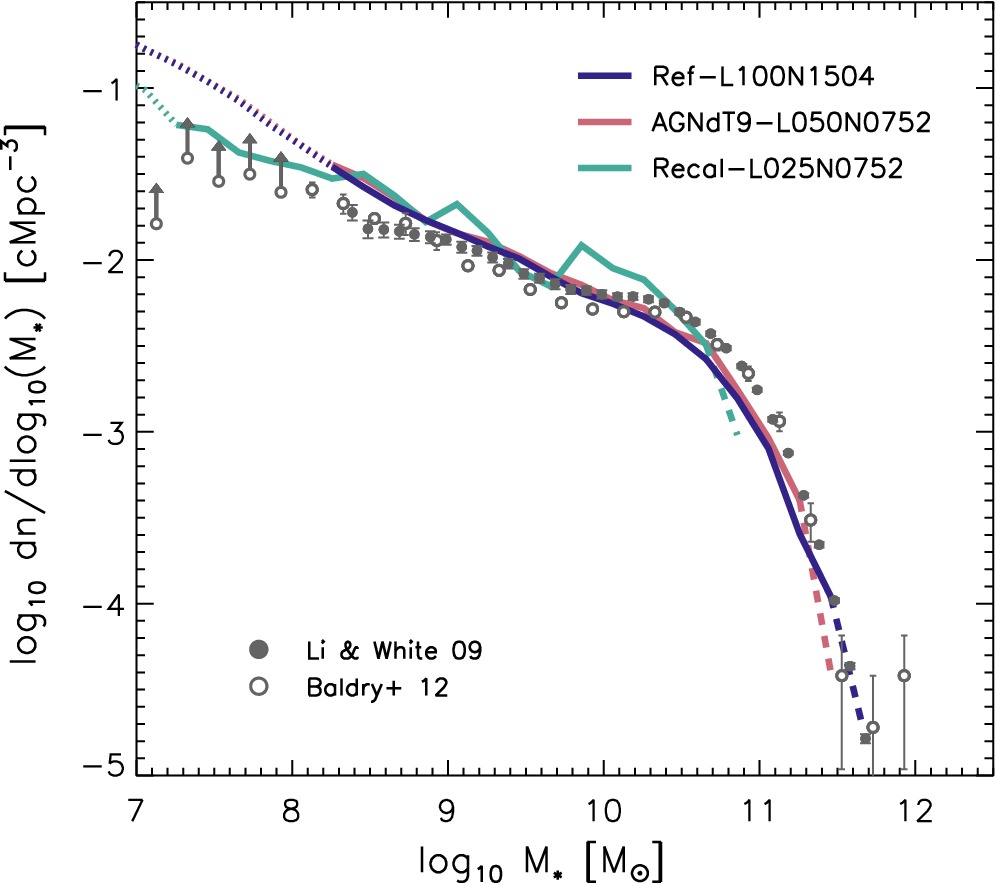 Ref−L100N1504
AGNdT9−L050N0752
Recal−L025N0752
log₁₀ dn/dlog₁₀(M⁎) [cMpc⁻³]
−1
−2
−3
−4
−5
Li & White 09
Baldry+ 12
7 8 9 10 11 12
log₁₀ M⁎ [M⊙]